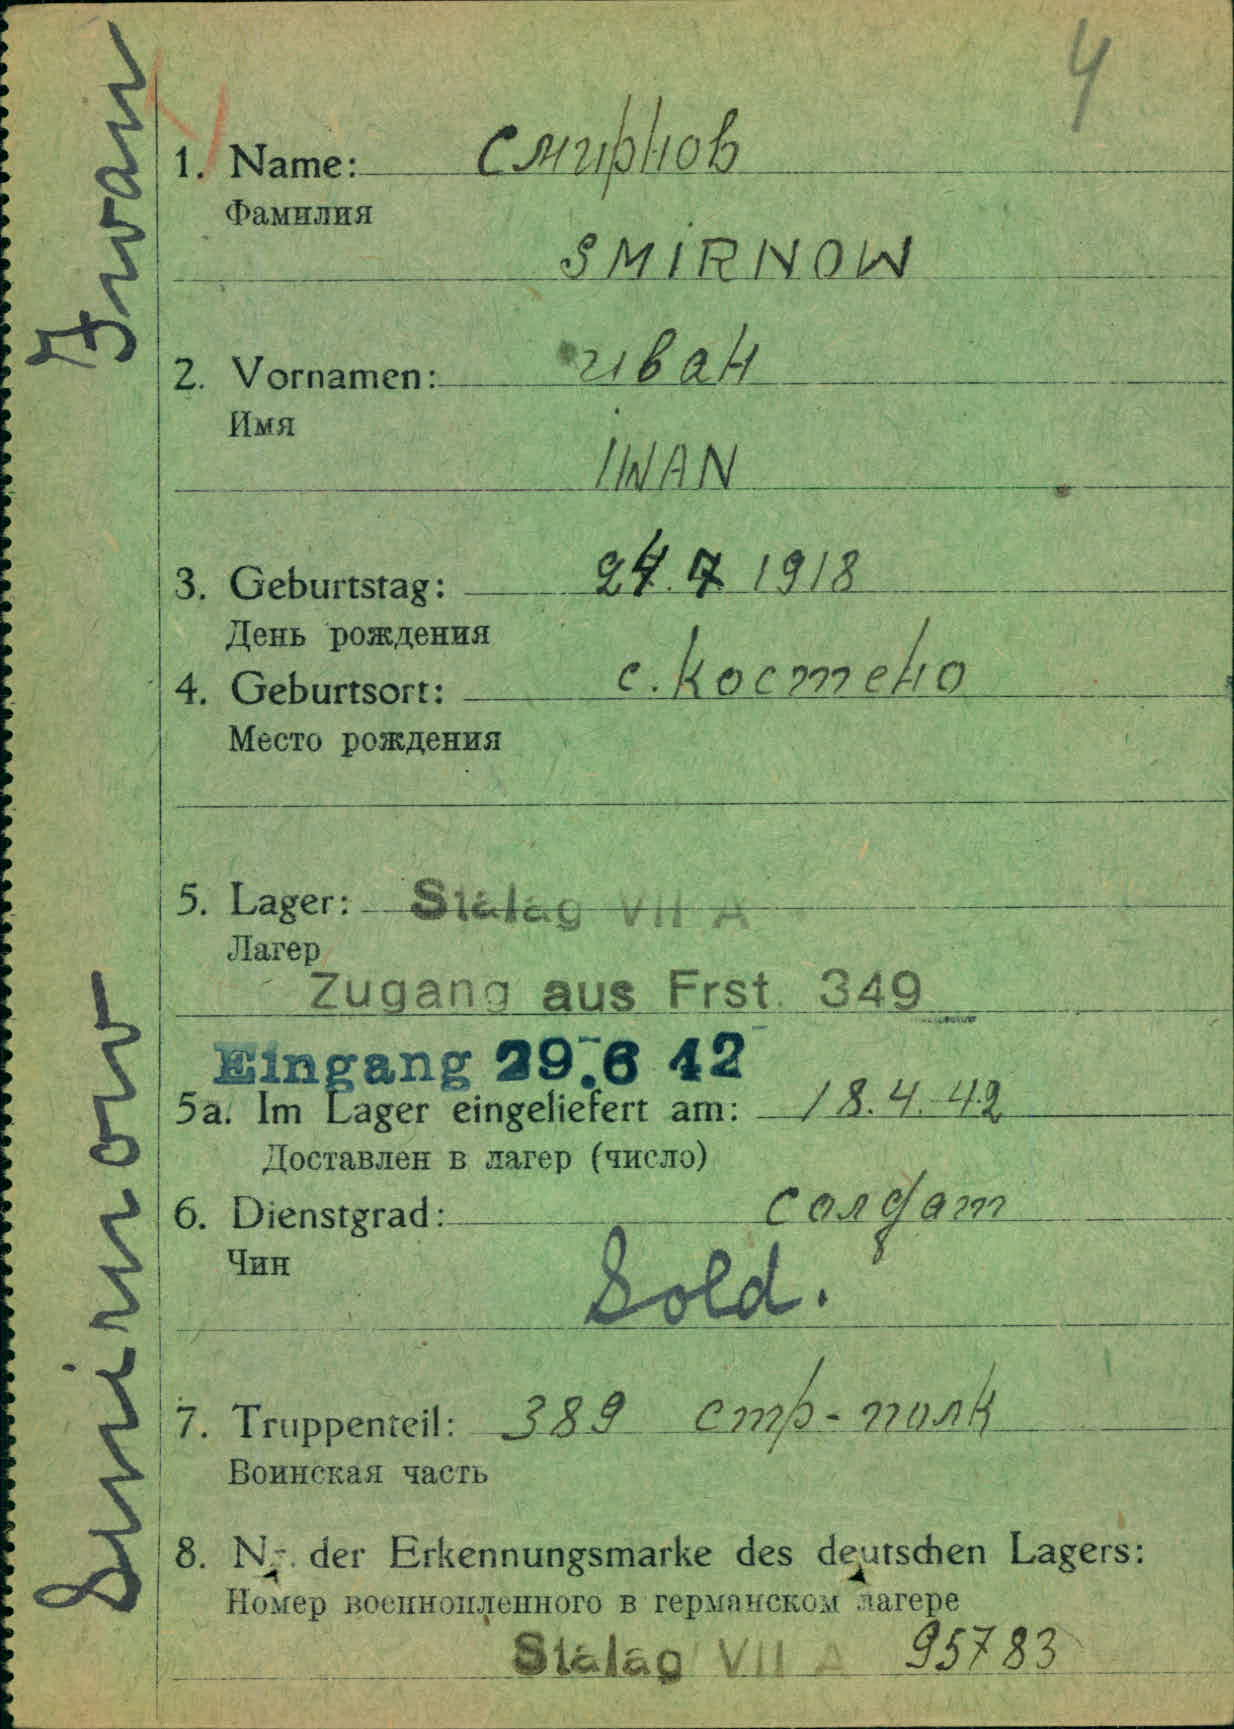 4
Smirnow Iwan
1. Name: Смирнов
Фамилия
SMIRNOW
2. Vornamen: иван
Имя
IWAN
3. Geburtstag: 24.7 1918
День рождения
4. Geburtsort: с. Костено
Место рождения
5. Lager: Stalag VII A
Лагер
Zugang aus Frst. 349
Eingang 29.6 42
5a. Im Lager eingeliefert am: 18.4.42
Доставлен в лагер (число)
6. Dienstgrad: солдат
Чин
Sold.
7. Truppenteil: 389 стр-полк
Воинская часть
8. Nr. der Erkennungsmarke des deutschen Lagers:
Номер военнопленного в германском лагере
Stalag VII A 95783